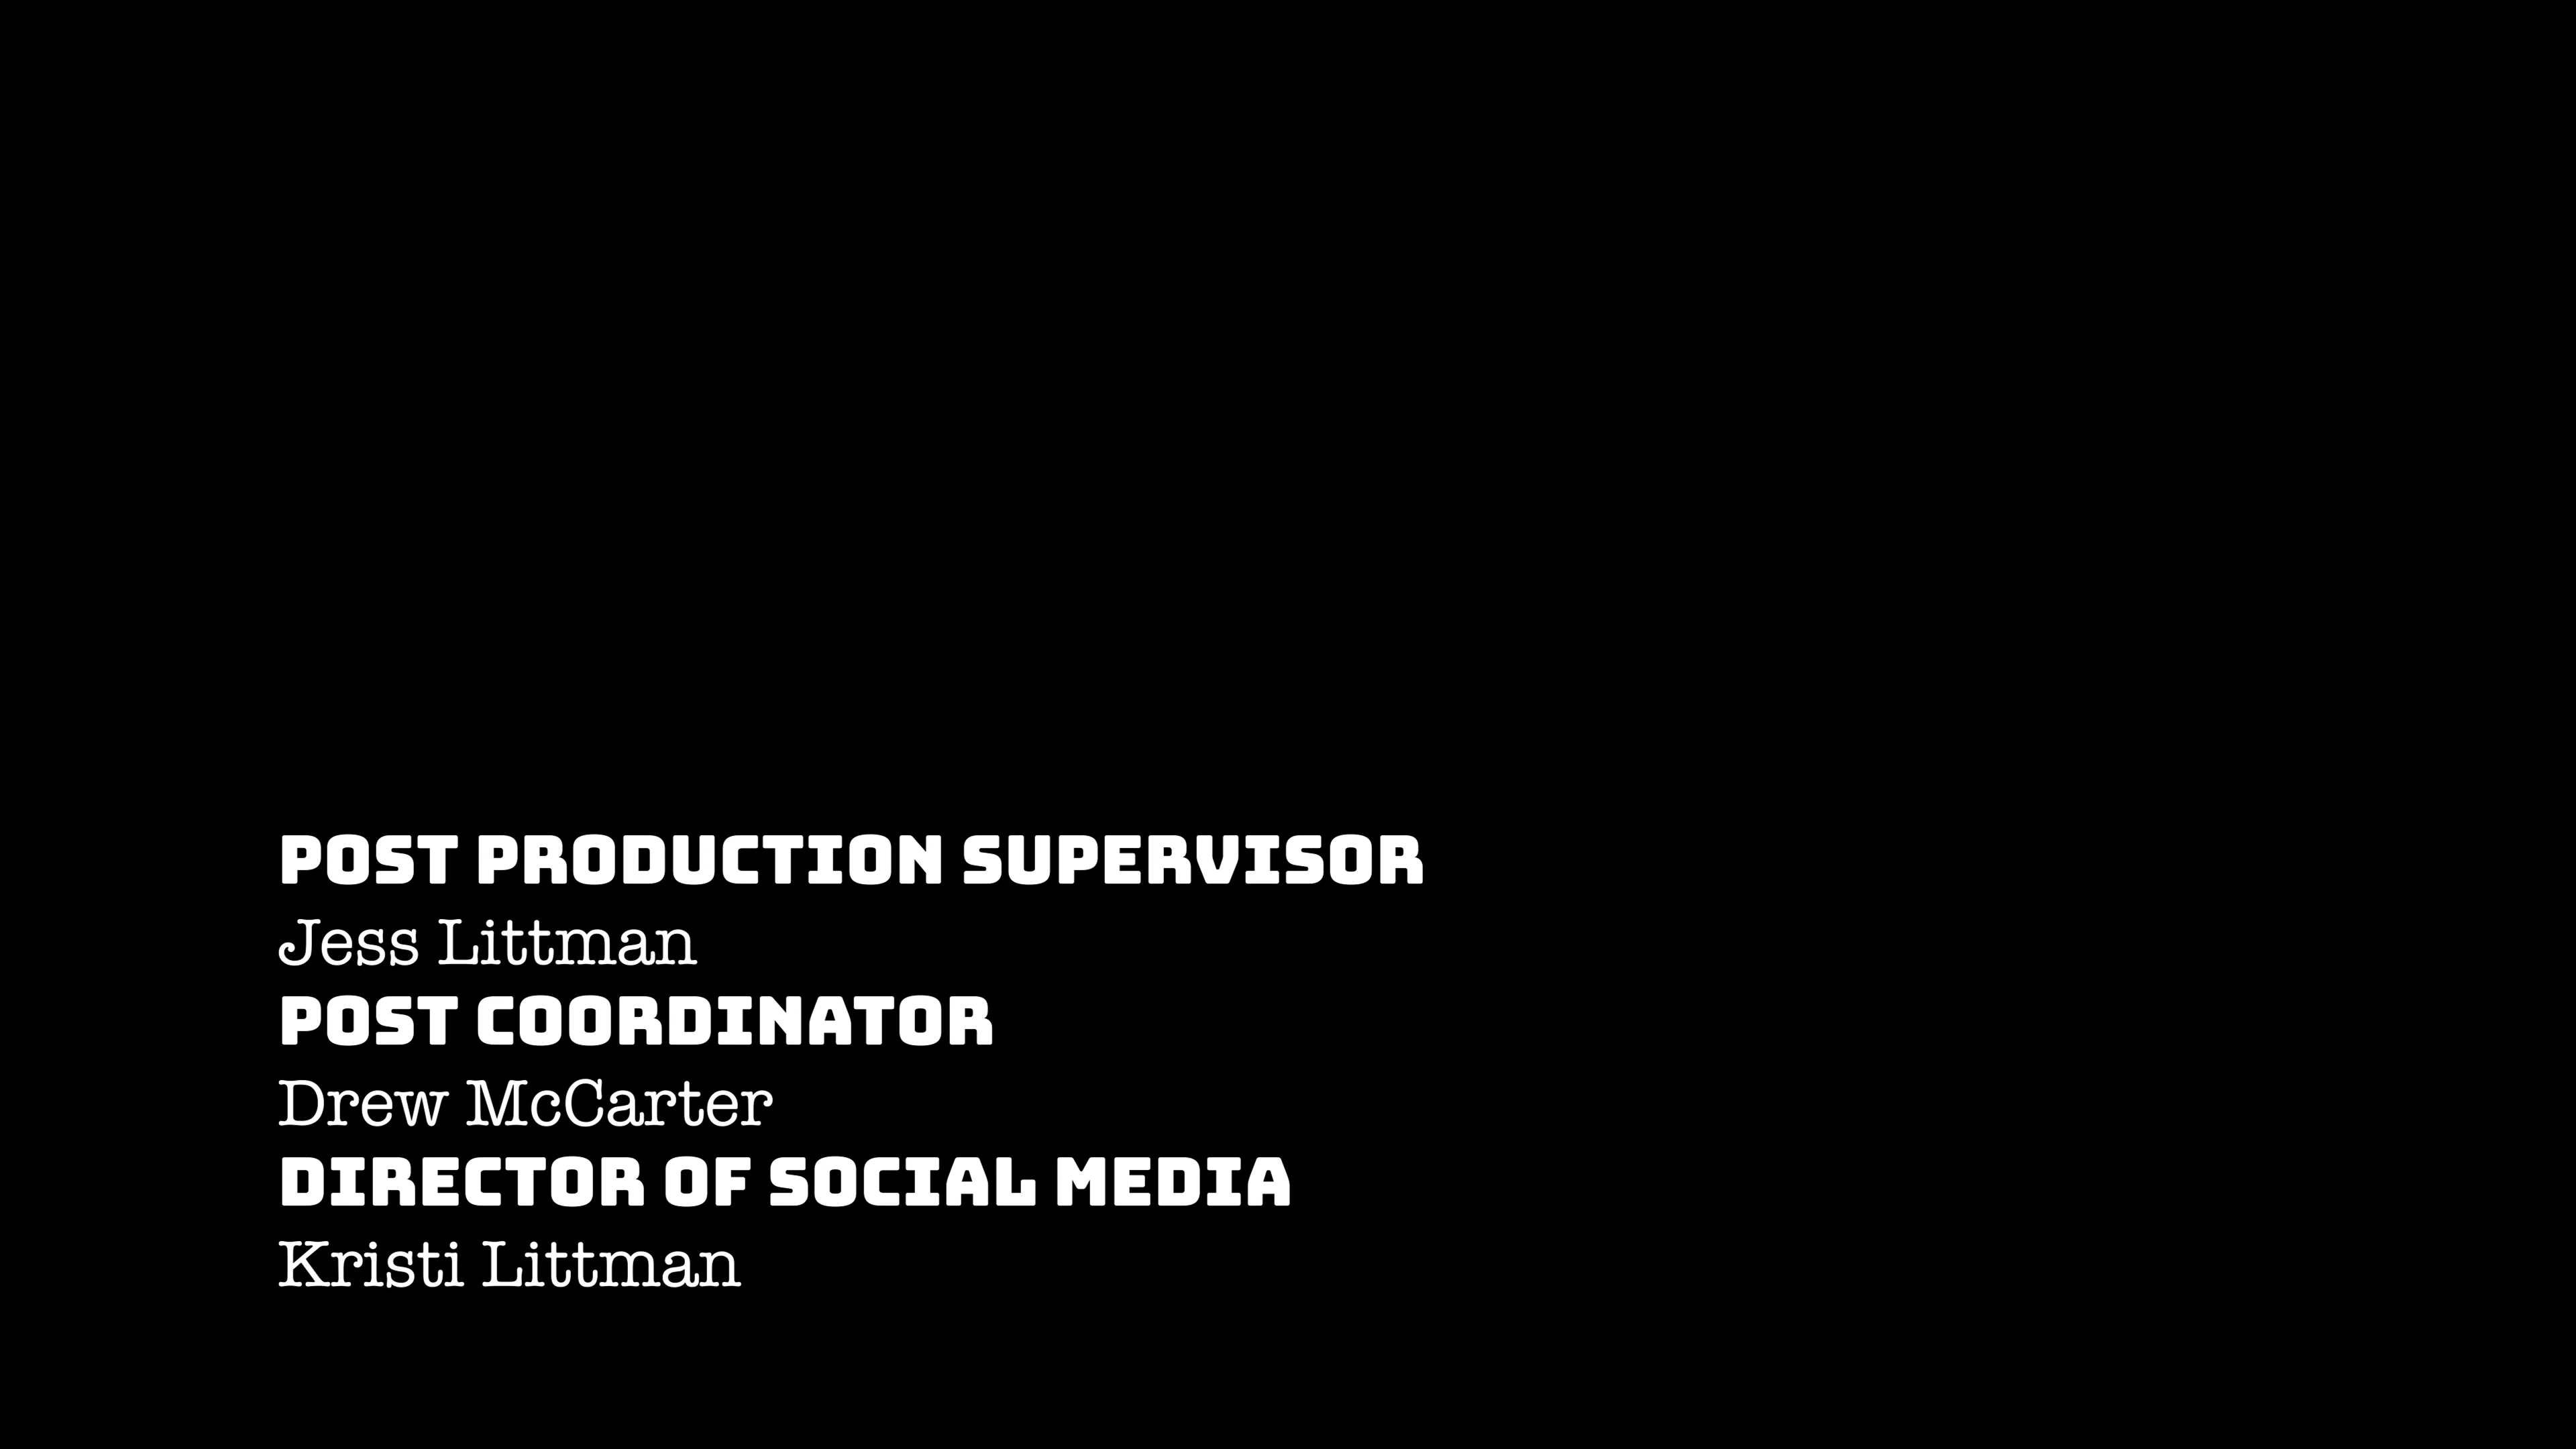 POST PRODUCTION SUPERVISOR
Jess Littman
POST COORDINATOR
Drew McCarter
DIRECTOR OF SOCIAL MEDIA
Kristi Littman